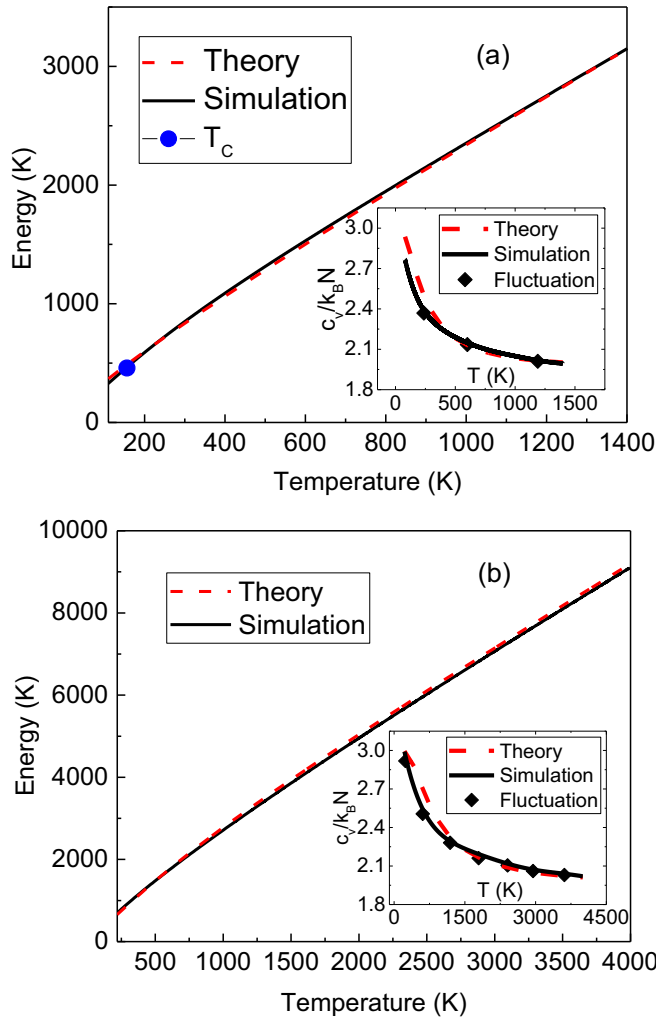 (a)
Theory
Simulation
T_C
Energy (K)
3000
2000
1000
0
200 400 600 800 1000 1200 1400
Temperature (K)
c_v/k_BN
3.0
2.7
2.4
2.1
1.8
Theory
Simulation
Fluctuation
T (K)
0 500 1000 1500
(b)
Theory
Simulation
Energy (K)
10000
8000
6000
4000
2000
0
500 1000 1500 2000 2500 3000 3500 4000
Temperature (K)
c_v/k_BN
3.0
2.7
2.4
2.1
1.8
Theory
Simulation
Fluctuation
T (K)
0 1500 3000 4500